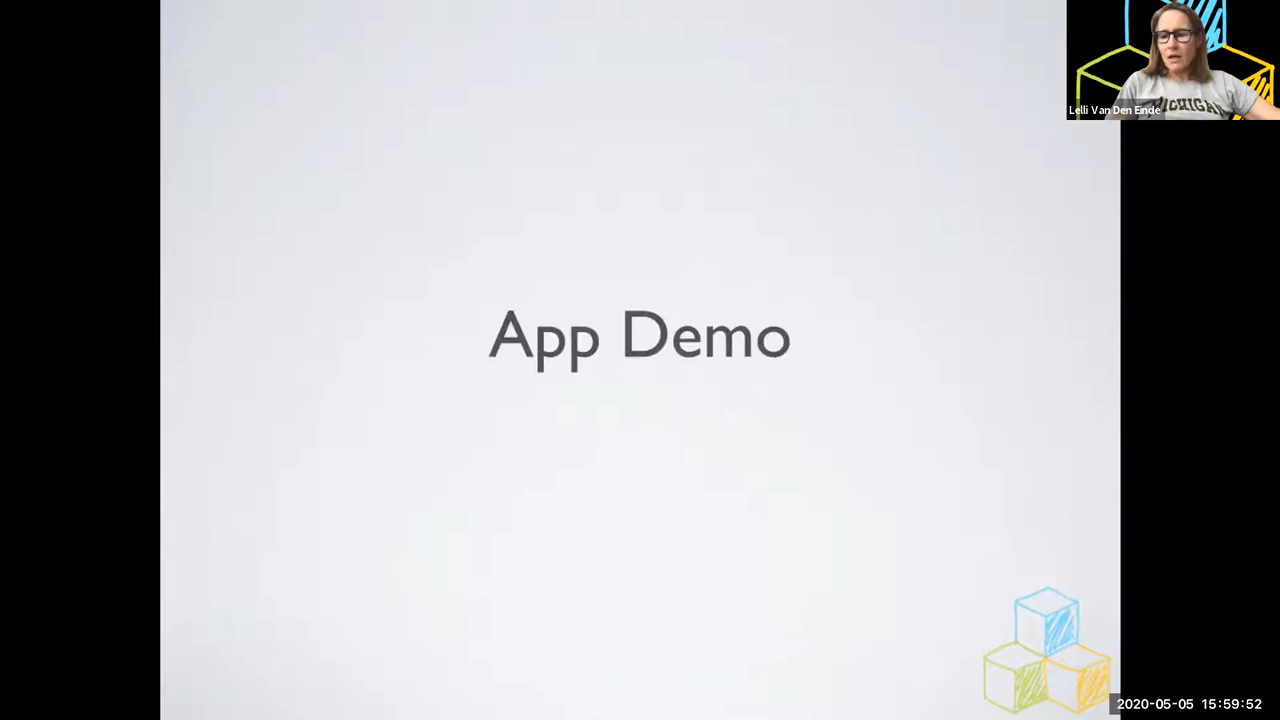 MICHIGAN
Lelli Van Den Einde
App Demo
2020-05-05 15:59:52